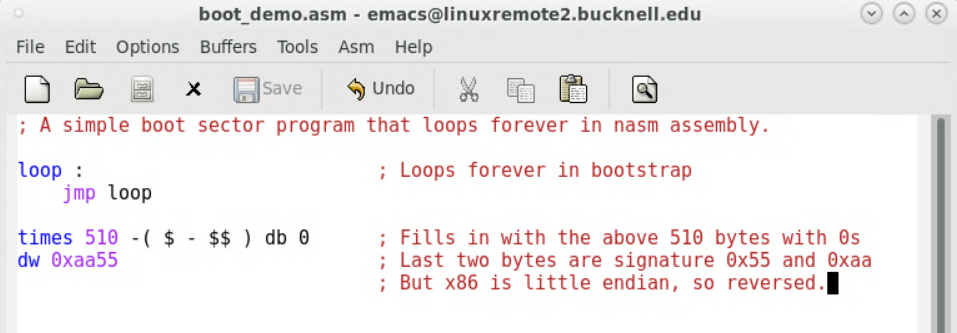 boot_demo.asm - emacs@linuxremote2.bucknell.edu
File Edit Options Buffers Tools Asm Help
Save Undo
; A simple boot sector program that loops forever in nasm assembly.
loop : ; Loops forever in bootstrap
jmp loop
times 510 -( $ - $$ ) db 0 ; Fills in with the above 510 bytes with 0s
dw 0xaa55 ; Last two bytes are signature 0x55 and 0xaa
; But x86 is little endian, so reversed.